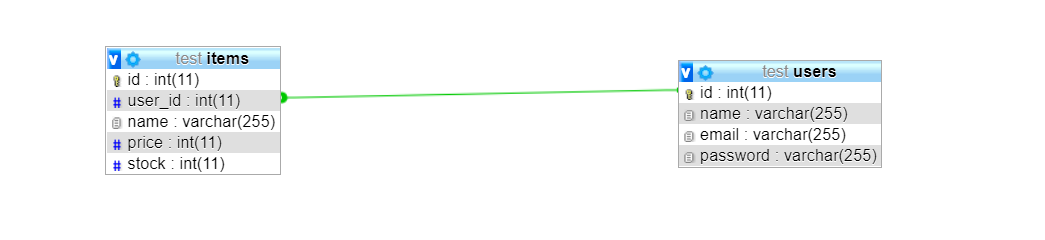 v test items
id : int(11)
user_id : int(11)
name : varchar(255)
price : int(11)
stock : int(11)
v test users
id : int(11)
name : varchar(255)
email : varchar(255)
password : varchar(255)